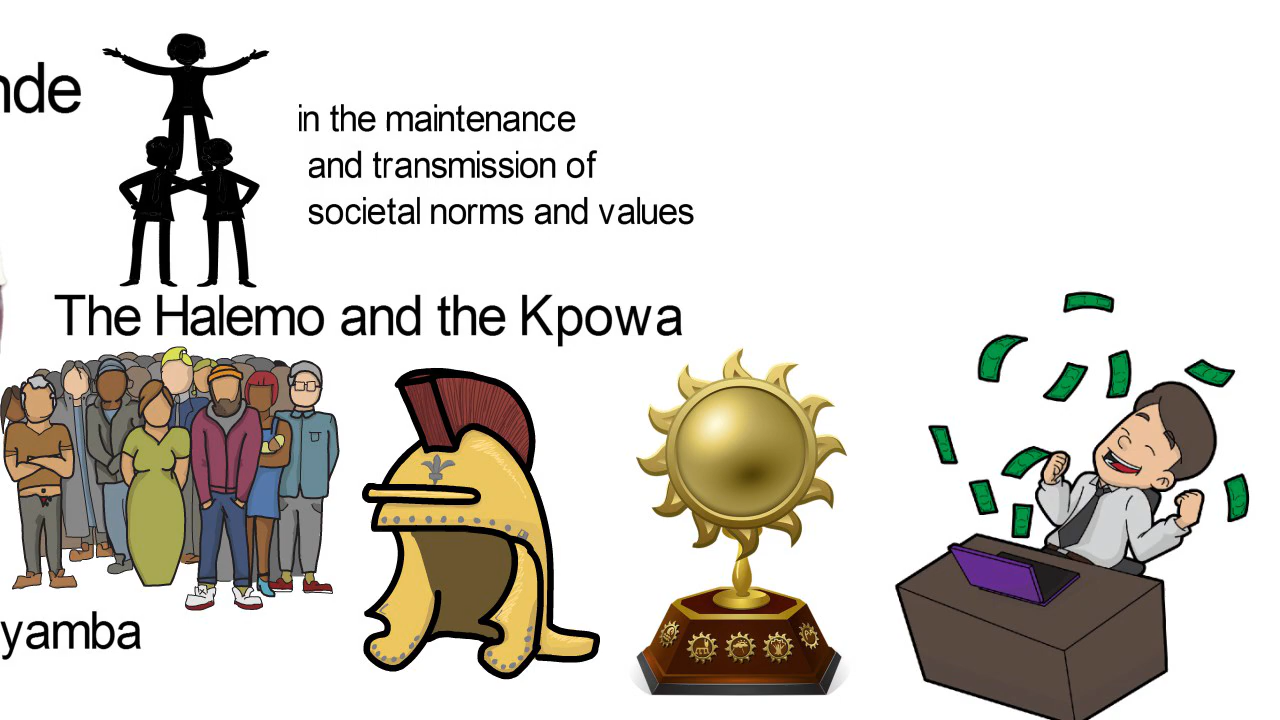 nde
in the maintenance
and transmission of
societal norms and values
The Halemo and the Kpowa
yamba